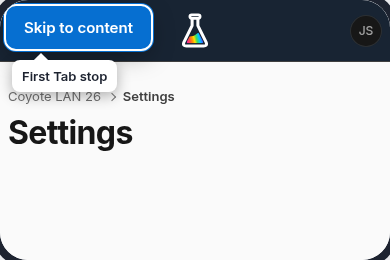 Skip to content
JS
First Tab stop
Coyote LAN 26 > Settings
Settings